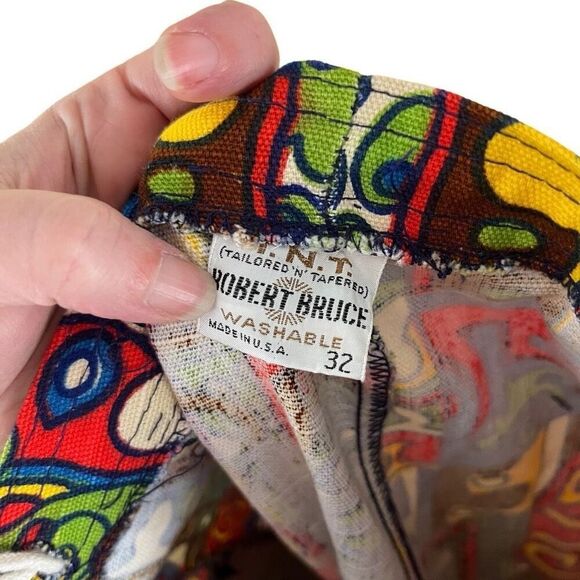 T.N.T.
(TAILORED 'N' TAPERED)
ROBERT BRUCE
WASHABLE
MADE IN U.S.A.
32